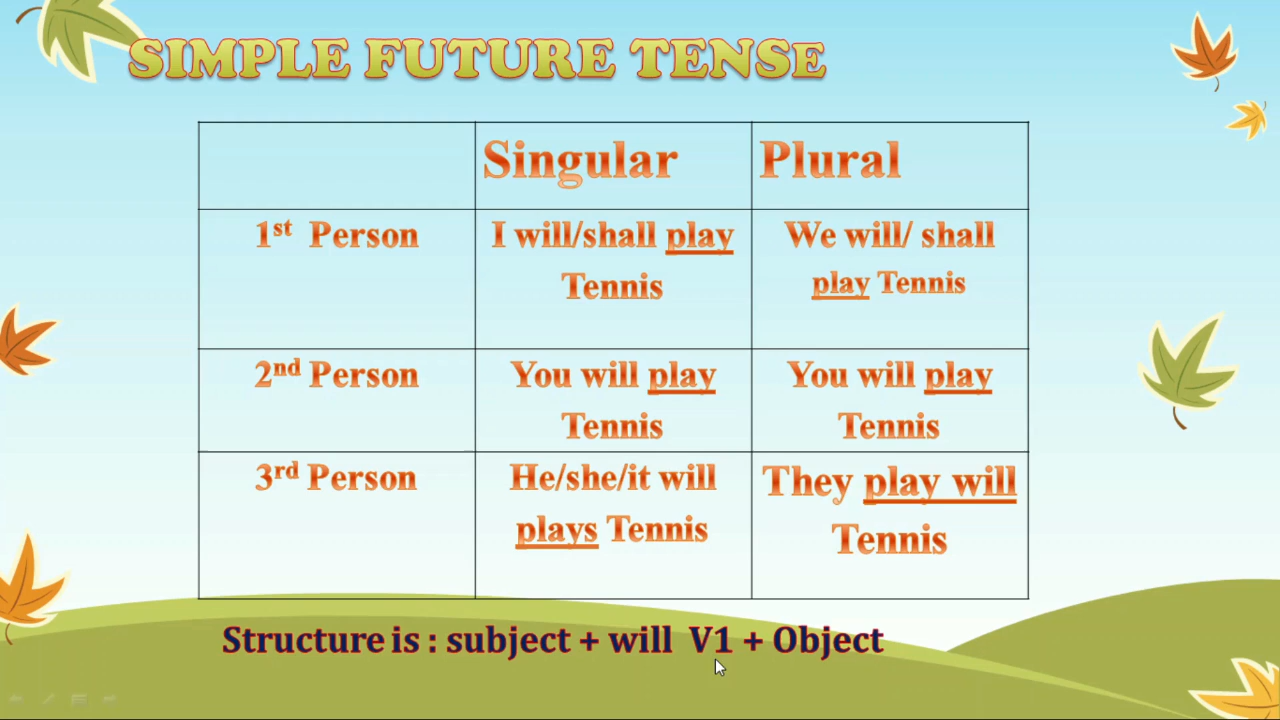 SIMPLE FUTURE TENSE
Singular Plural
1st Person I will/shall play We will/ shall
Tennis play Tennis
2nd Person You will play You will play
Tennis Tennis
3rd Person He/she/it will They play will
plays Tennis Tennis
Structure is : subject + will V1 + Object